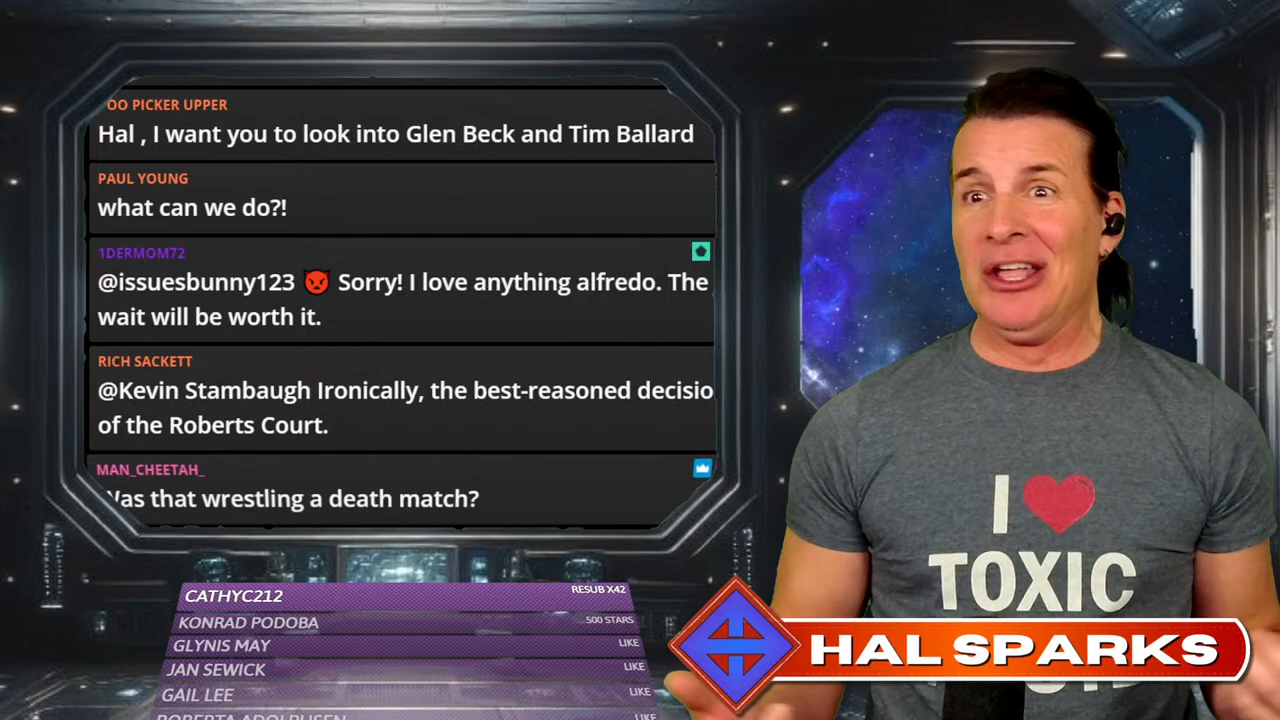 OO PICKER UPPER
Hal , I want you to look into Glen Beck and Tim Ballard
PAUL YOUNG
what can we do?!
1DERMOM72
@issuesbunny123 👿 Sorry! I love anything alfredo. The
wait will be worth it.
RICH SACKETT
@Kevin Stambaugh Ironically, the best-reasoned decisio
of the Roberts Court.
MAN_CHEETAH_
Was that wrestling a death match?
CATHYC212 RESUB X42
KONRAD PODOBA 500 STARS
GLYNIS MAY LIKE
JAN SEWICK LIKE
GAIL LEE LIKE
LIKE
I ❤
TOXIC
HAL SPARKS